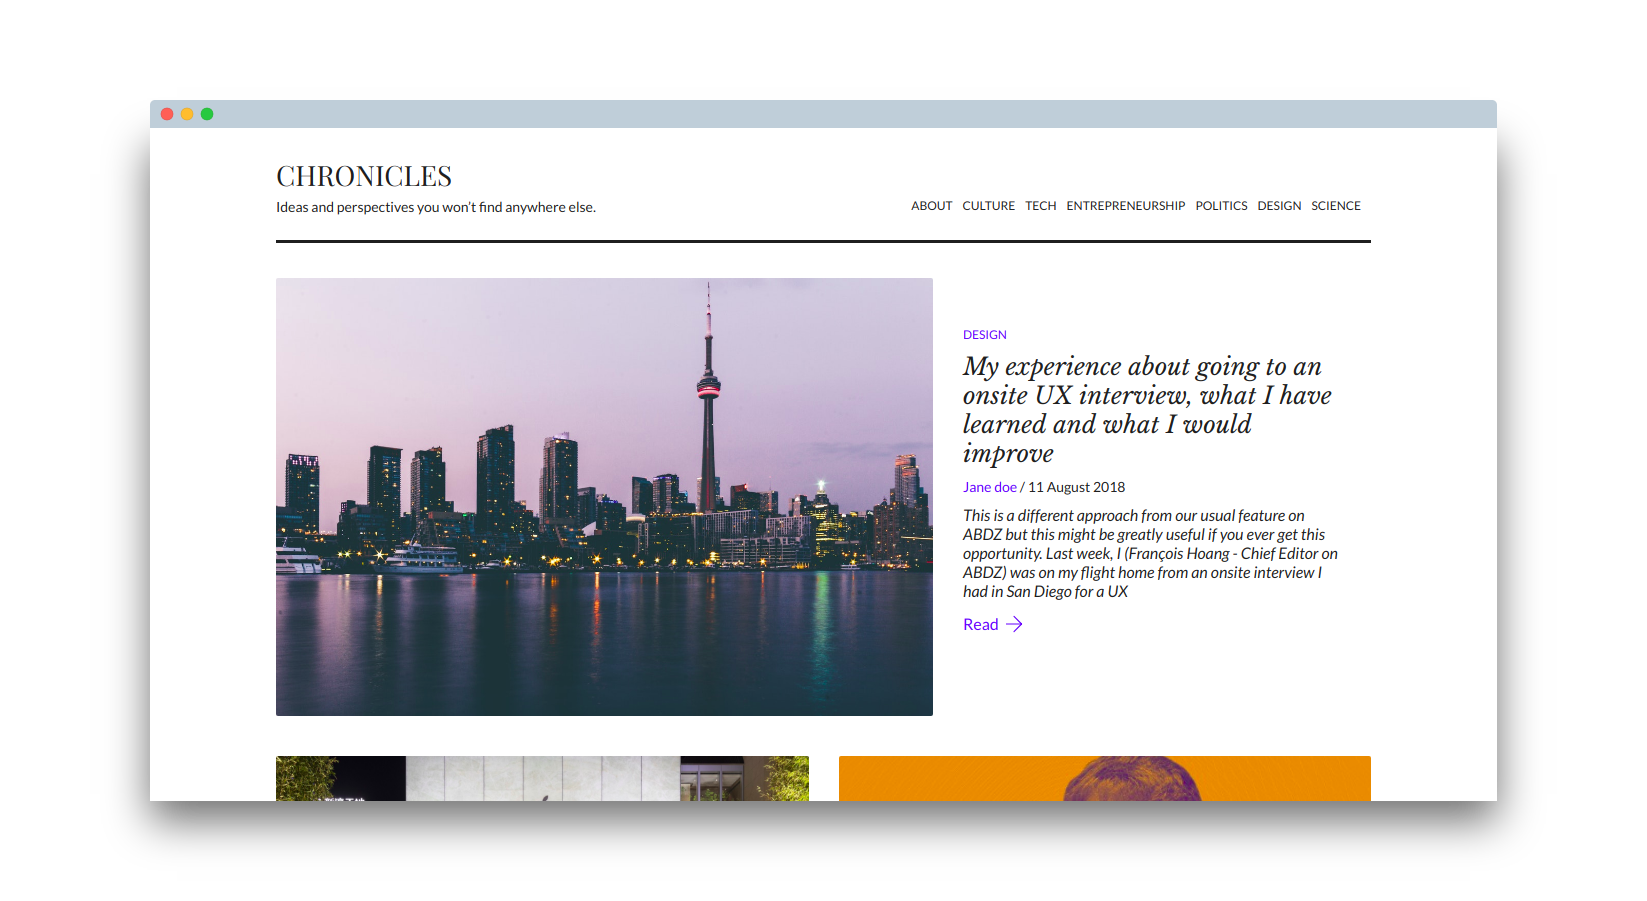 CHRONICLES
Ideas and perspectives you won't find anywhere else.
ABOUT CULTURE TECH ENTREPRENEURSHIP POLITICS DESIGN SCIENCE
DESIGN
My experience about going to an
onsite UX interview, what I have
learned and what I would
improve
Jane doe / 11 August 2018
This is a different approach from our usual feature on
ABDZ but this might be greatly useful if you ever get this
opportunity. Last week, I (François Hoang - Chief Editor on
ABDZ) was on my flight home from an onsite interview I
had in San Diego for a UX
Read